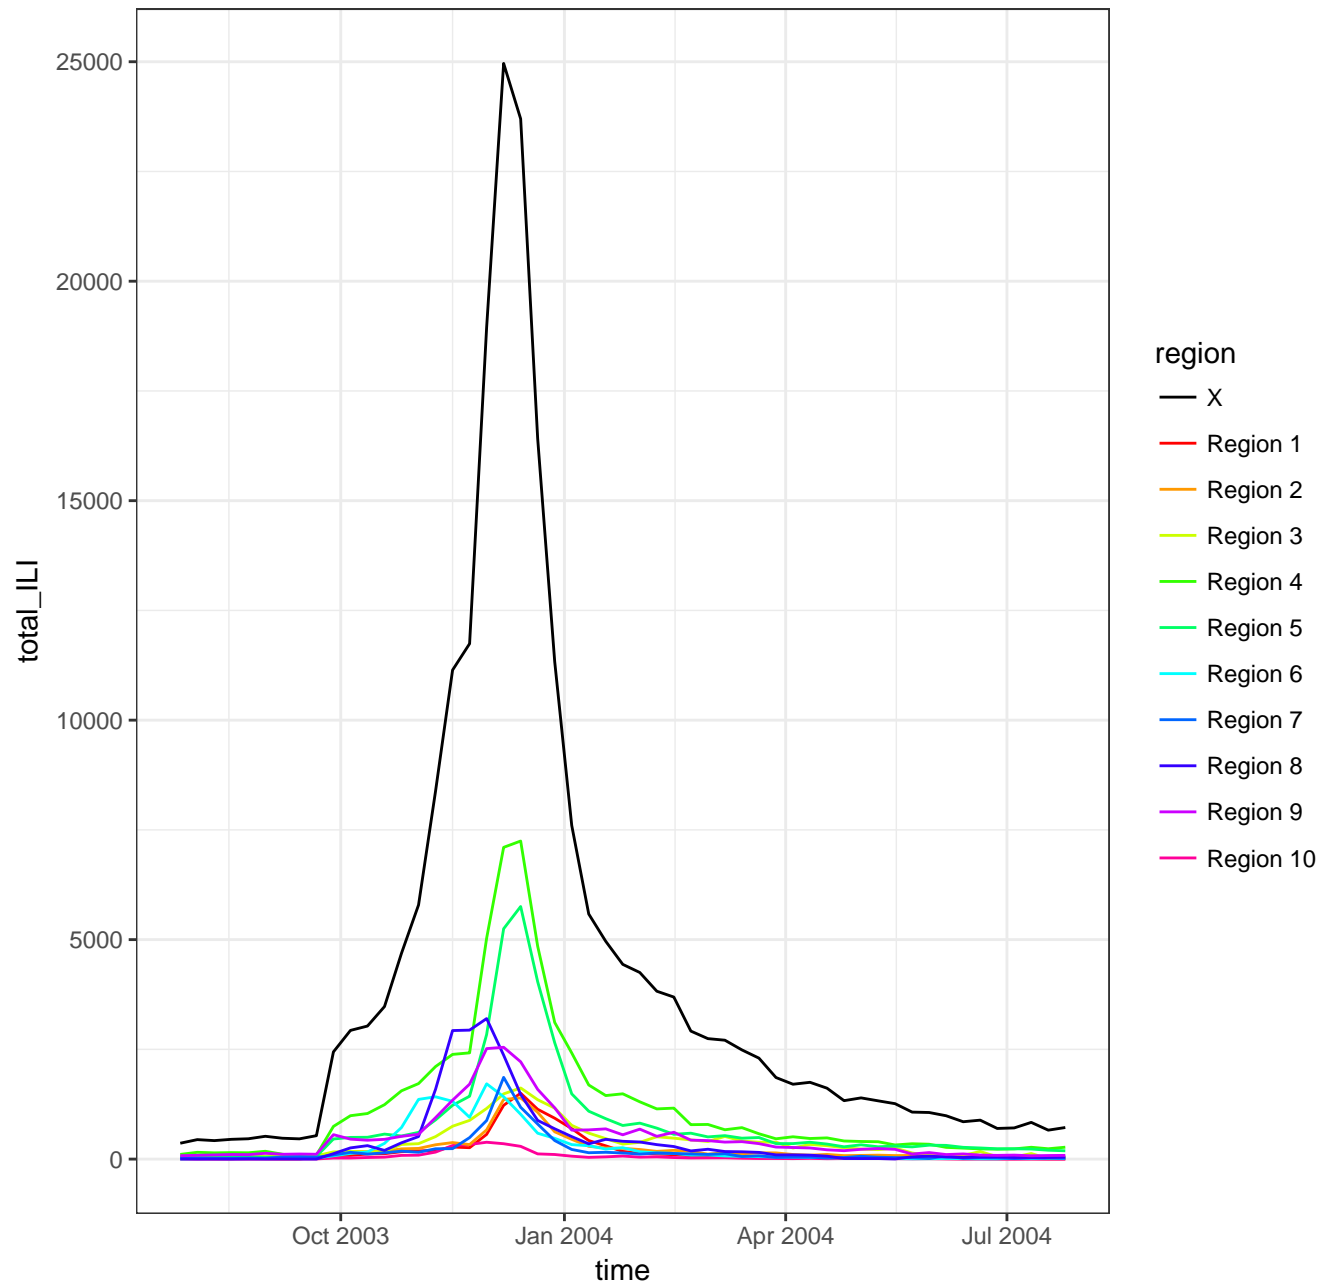 25000
20000
15000
10000
5000
0
total_ILI
Oct 2003
Jan 2004
Apr 2004
Jul 2004
time
region
X
Region 1
Region 2
Region 3
Region 4
Region 5
Region 6
Region 7
Region 8
Region 9
Region 10